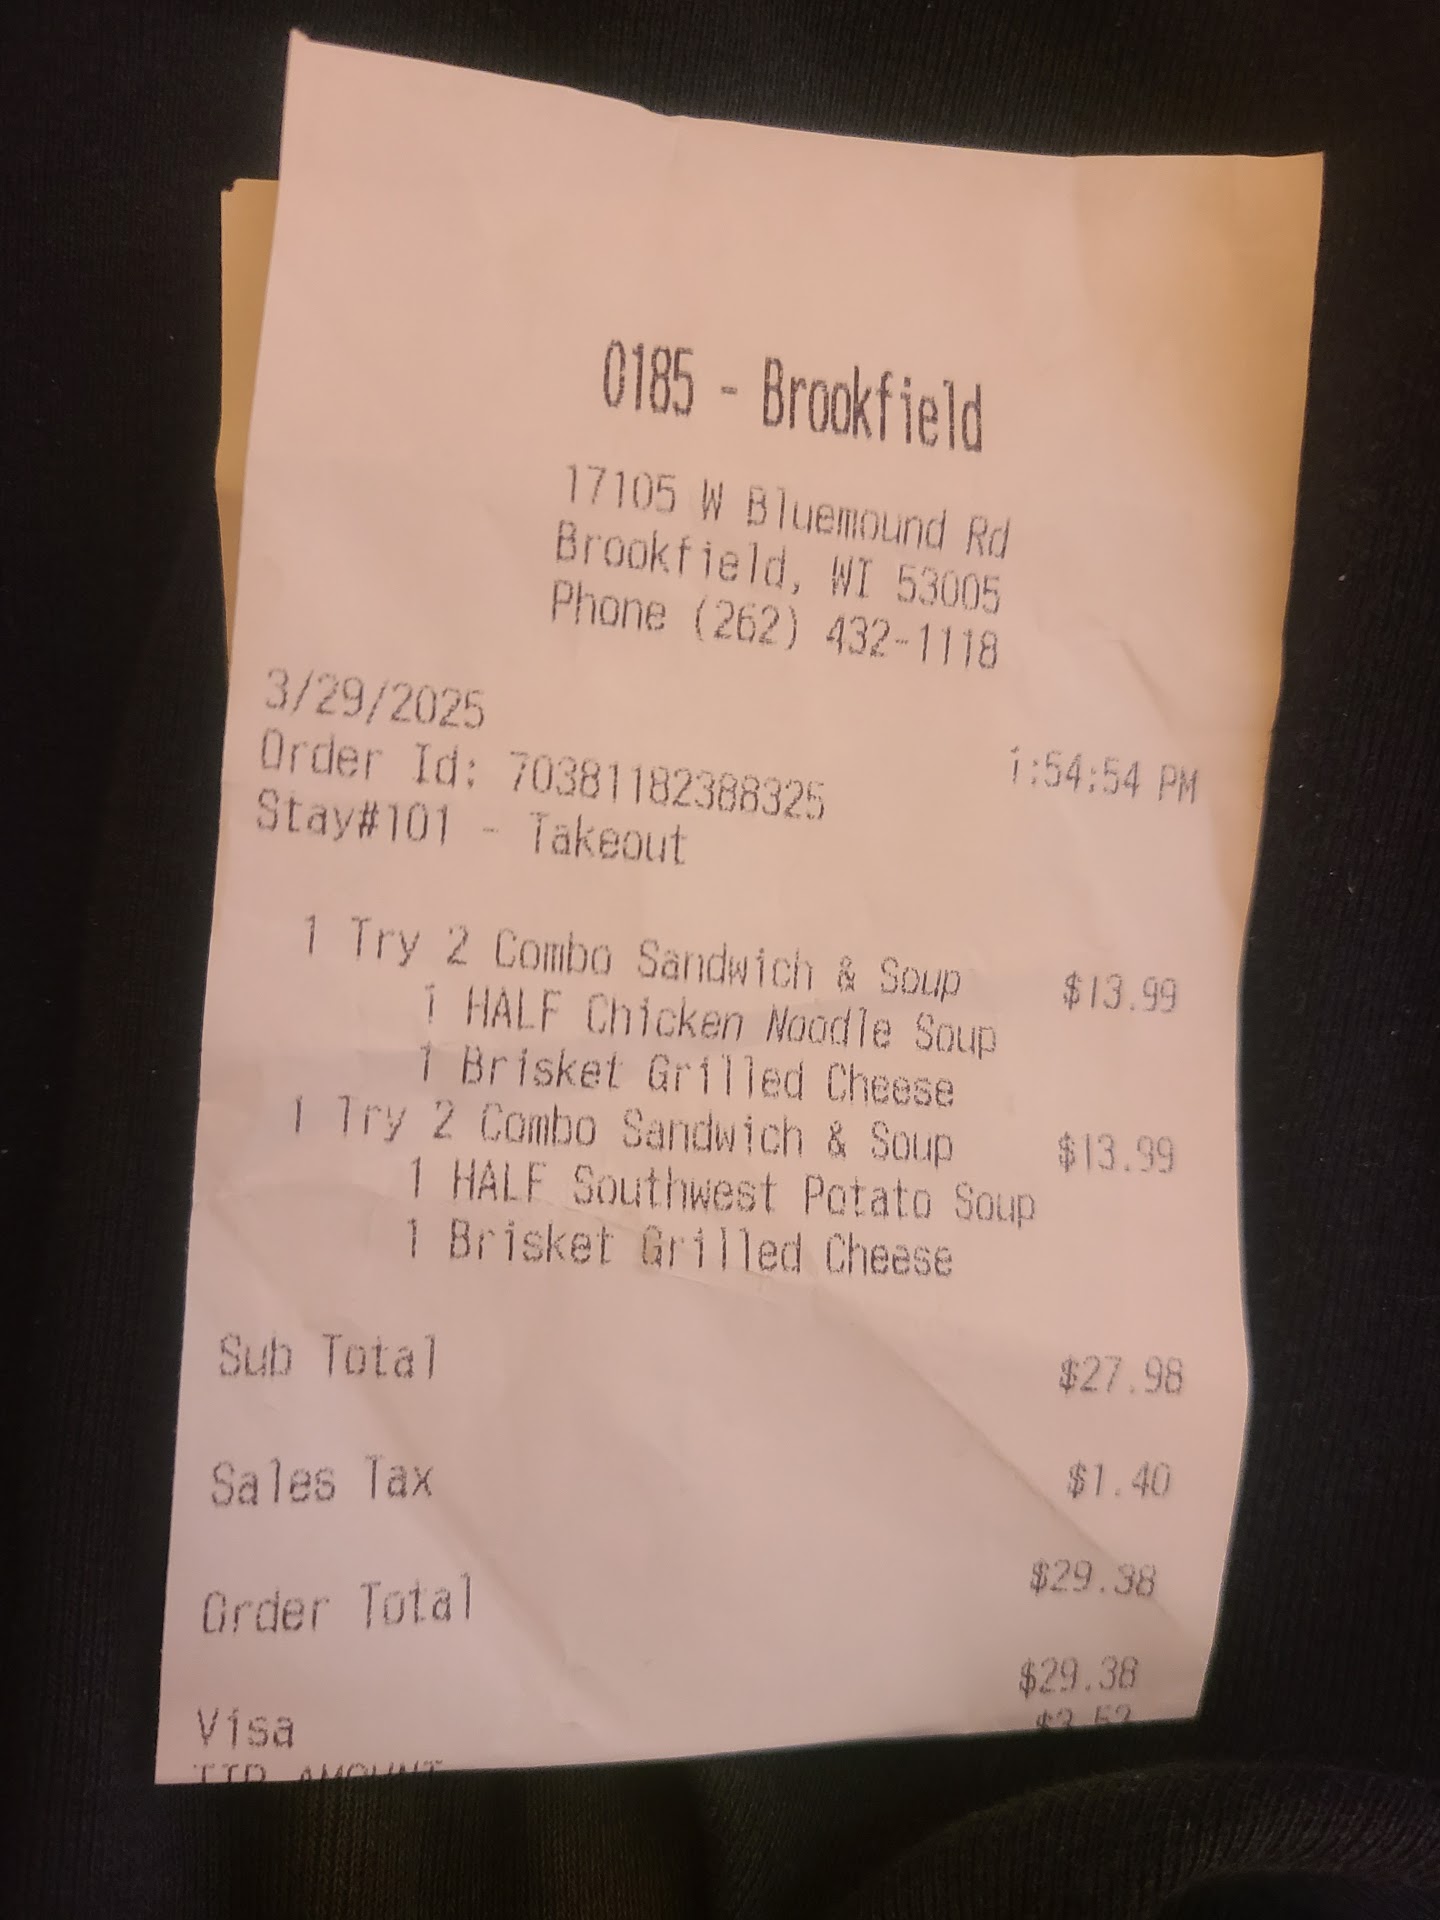 0185 - Brookfield
17105 W Bluemound Rd
Brookfield, WI 53005
Phone (262) 432-1118
3/29/2025 1:54:54 PM
Order Id: 70381182388325
Stay#101 - Takeout
1 Try 2 Combo Sandwich & Soup $13.99
1 HALF Chicken Noodle Soup
1 Brisket Grilled Cheese
1 Try 2 Combo Sandwich & Soup $13.99
1 HALF Southwest Potato Soup
1 Brisket Grilled Cheese
Sub Total $27.98
Sales Tax $1.40
Order Total $29.38
Visa $29.38
TIP AMOUNT